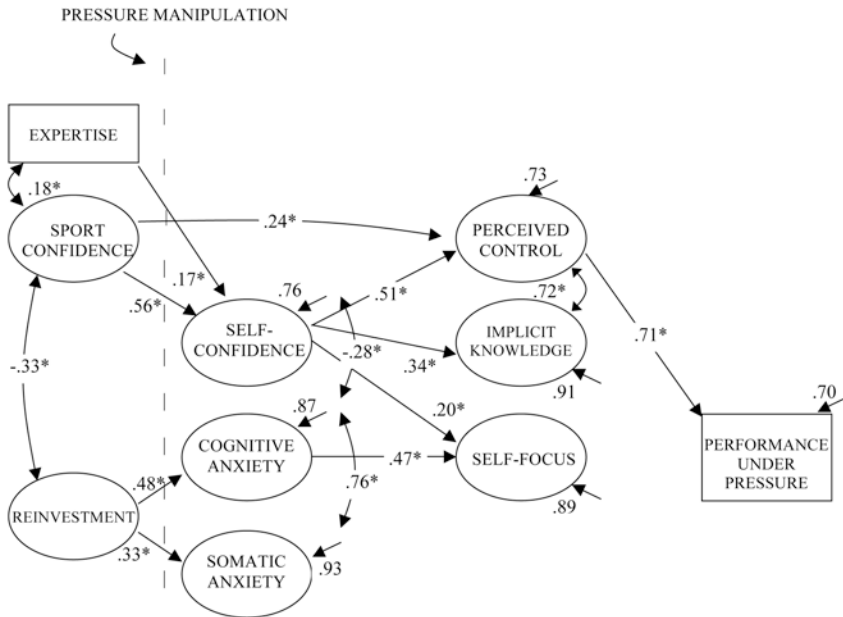 PRESSURE MANIPULATION
EXPERTISE
.18*
SPORT
CONFIDENCE
.24*
.73
PERCEIVED
CONTROL
.17*
.56*
.76
.51*
.72*
SELF-
CONFIDENCE
-.28*
.34*
IMPLICIT
KNOWLEDGE
.71*
-.33*
.91
.70
.87
.20*
COGNITIVE
ANXIETY
.47*
SELF-FOCUS
PERFORMANCE
UNDER
PRESSURE
.48*
.76*
REINVESTMENT
.89
.33*
SOMATIC
ANXIETY
.93